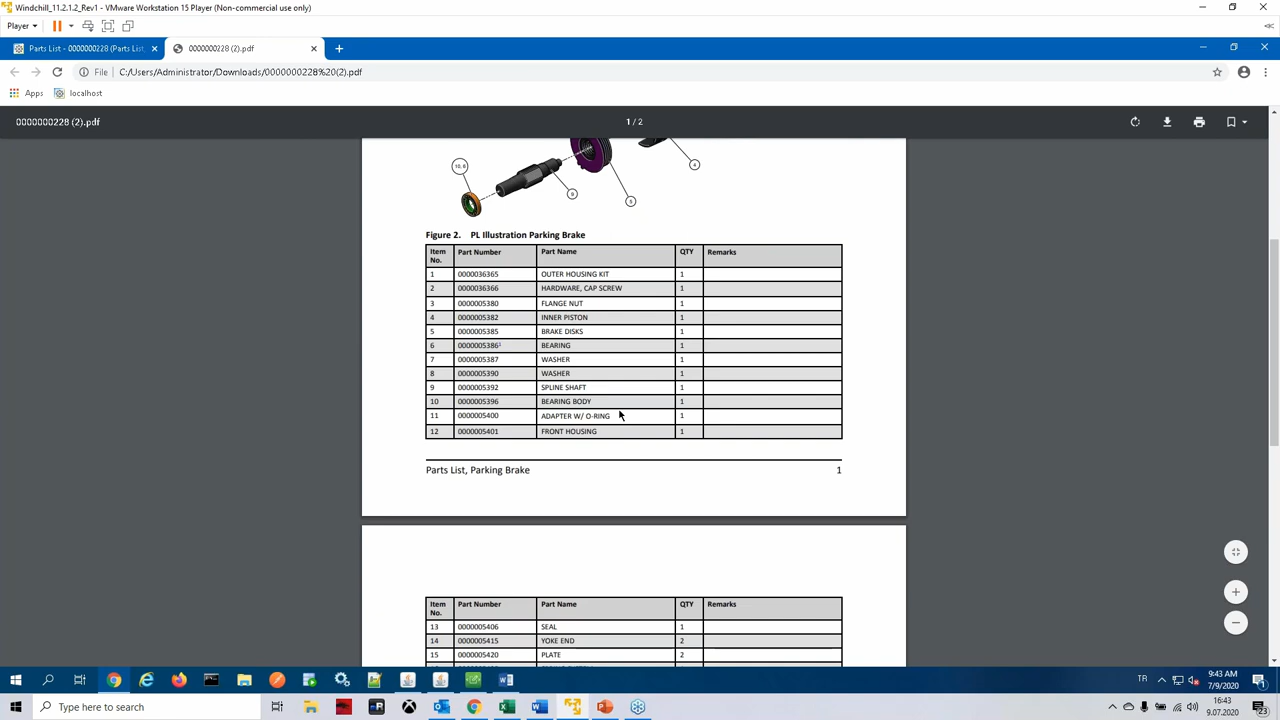 Windchill_11.2.1.2_Rev1 - VMware Workstation 15 Player (Non-commercial use only)
Player
Parts List - 0000000228 (Parts List,
0000000228 (2).pdf
File C:/Users/Administrator/Downloads/0000000228%20(2).pdf
Apps localhost
0000000228 (2).pdf
1 / 2
10, 6
9
5
4
Figure 2. PL Illustration Parking Brake
Item No. Part Number Part Name QTY Remarks
1 0000036365 OUTER HOUSING KIT 1
2 0000036366 HARDWARE, CAP SCREW 1
3 0000005380 FLANGE NUT 1
4 0000005382 INNER PISTON 1
5 0000005385 BRAKE DISKS 1
6 0000005386¹ BEARING 1
7 0000005387 WASHER 1
8 0000005390 WASHER 1
9 0000005392 SPLINE SHAFT 1
10 0000005396 BEARING BODY 1
11 0000005400 ADAPTER W/ O-RING 1
12 0000005401 FRONT HOUSING 1
Parts List, Parking Brake 1
Item No. Part Number Part Name QTY Remarks
13 0000005406 SEAL 1
14 0000005415 YOKE END 2
15 0000005420 PLATE 2
TR 9:43 AM
7/9/2020
1
Type here to search
16:43
9.07.2020
23